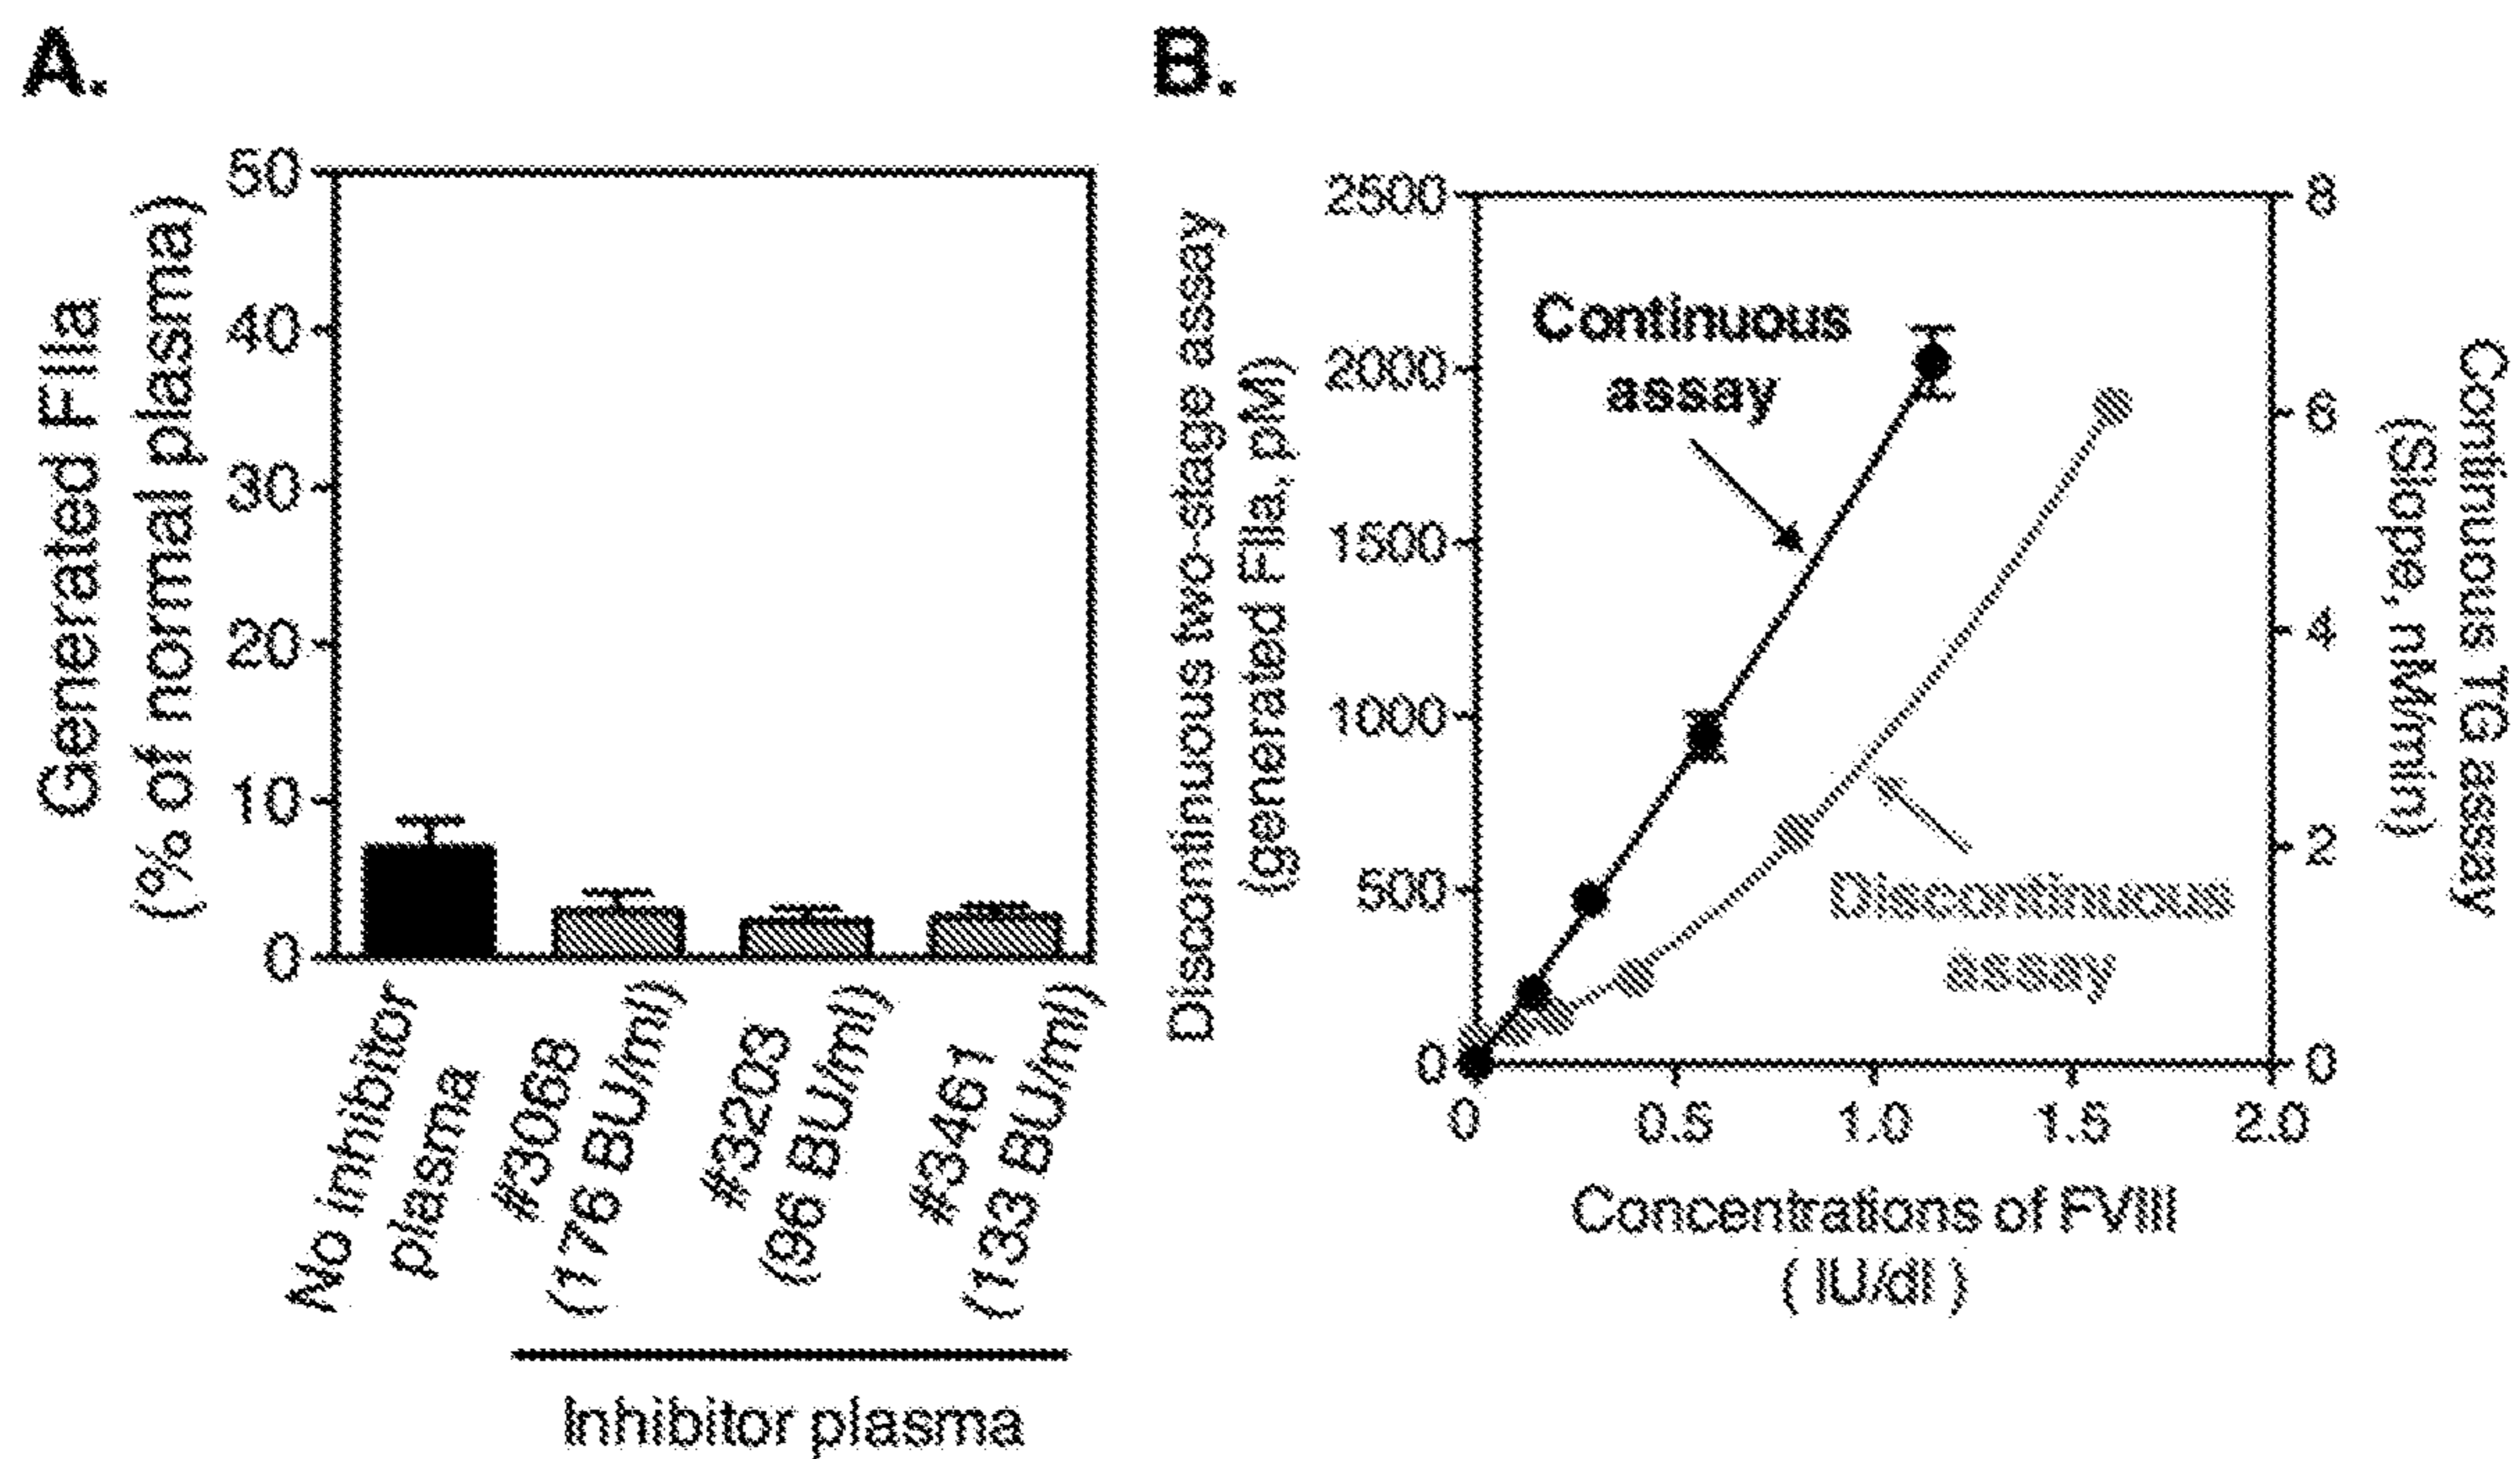 A.
Generated FIIa
(% of normal plasma)
50
40
30
20
10
0
No inhibitor
plasma
#3068
(176 BU/ml)
#3203
(96 BU/ml)
#3461
(133 BU/ml)
Inhibitor plasma
B.
Discontinuous two-stage assay
(generated FIIa, pM)
2500
2000
1500
1000
500
0
Continuous
assay
Discontinuous
assay
8
6
4
2
0
Continuous TG assay
(Slope, nM/min)
0
0.5
1.0
1.5
2.0
Concentrations of FVIII
( IU/dl )